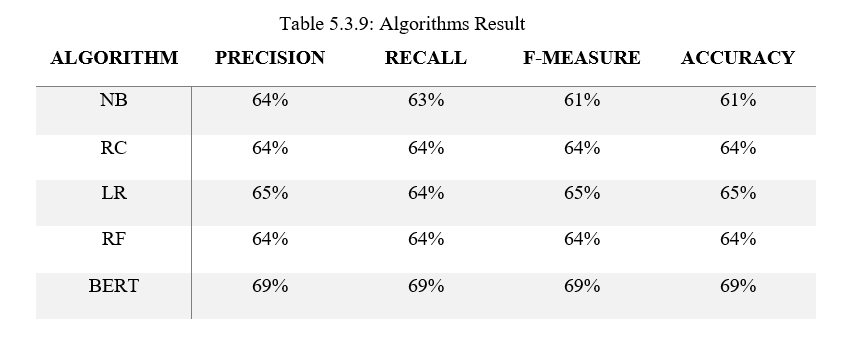 Table 5.3.9: Algorithms Result
ALGORITHM PRECISION RECALL F-MEASURE ACCURACY
NB 64% 63% 61% 61%
RC 64% 64% 64% 64%
LR 65% 64% 65% 65%
RF 64% 64% 64% 64%
BERT 69% 69% 69% 69%